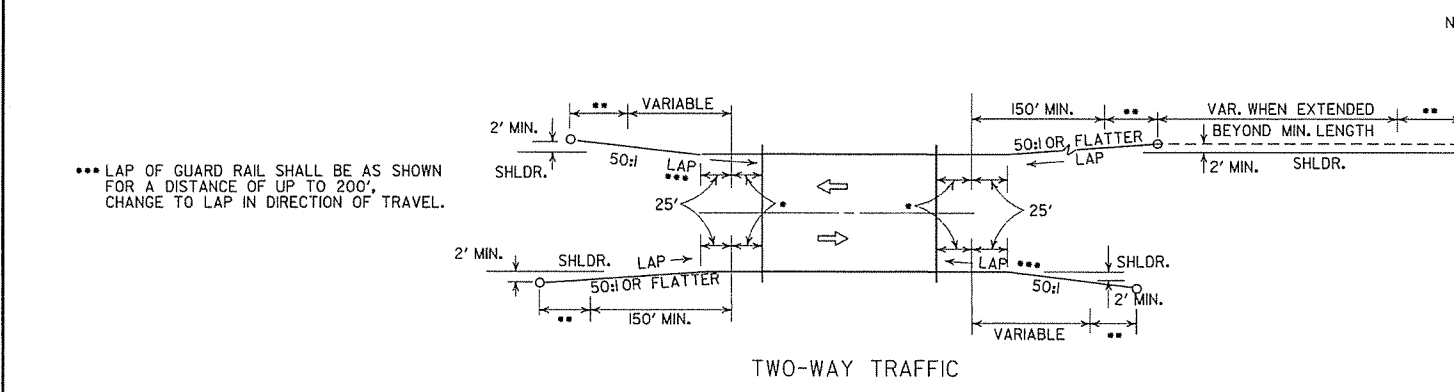 N
** VARIABLE
150' MIN. ** VAR. WHEN EXTENDED **
2' MIN.
50:1 OR FLATTER
BEYOND MIN. LENGTH
50:1
LAP
LAP
2' MIN.
SHLDR.
SHLDR.
***
*** LAP OF GUARD RAIL SHALL BE AS SHOWN
FOR A DISTANCE OF UP TO 200',
CHANGE TO LAP IN DIRECTION OF TRAVEL.
25'
*
*
25'
2' MIN.
SHLDR.
LAP
LAP ***
SHLDR.
50:1 OR FLATTER
50:1
2' MIN.
** 150' MIN.
VARIABLE **
TWO-WAY TRAFFIC